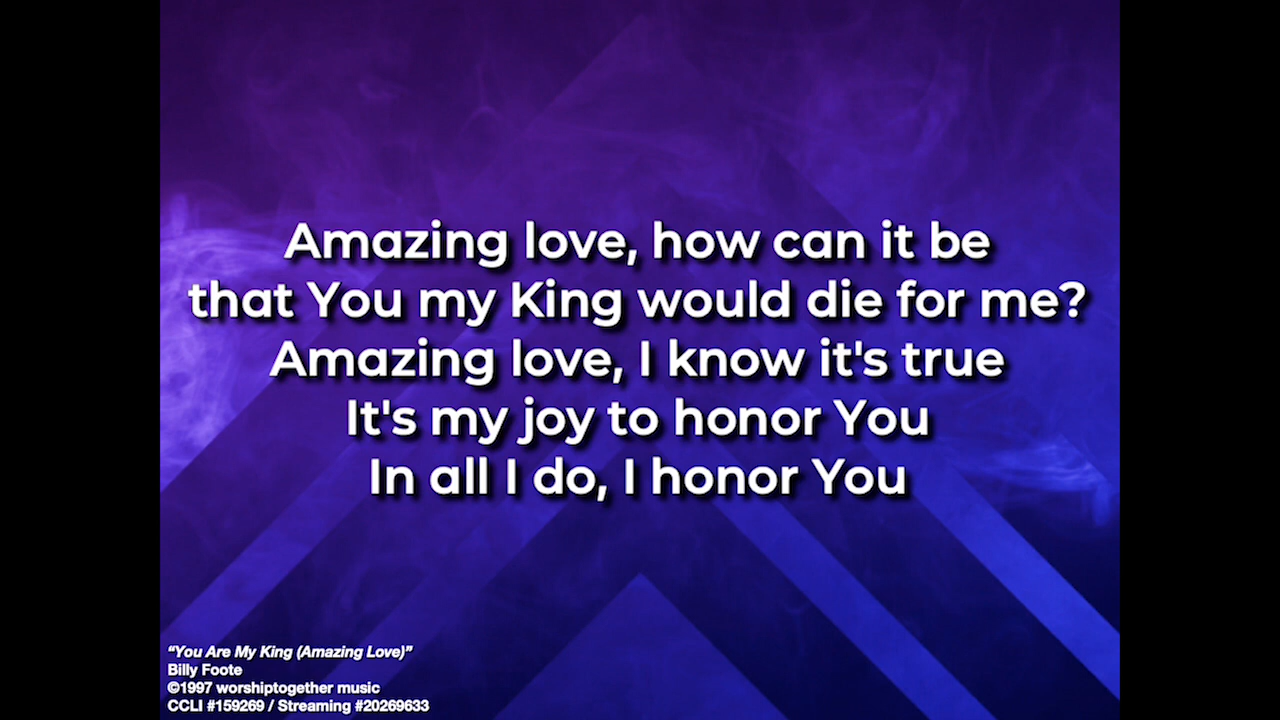 Amazing love, how can it be
that You my King would die for me?
Amazing love, I know it's true
It's my joy to honor You
In all I do, I honor You
“You Are My King (Amazing Love)”
Billy Foote
©1997 worshiptogether music
CCLI #159269 / Streaming #20269633